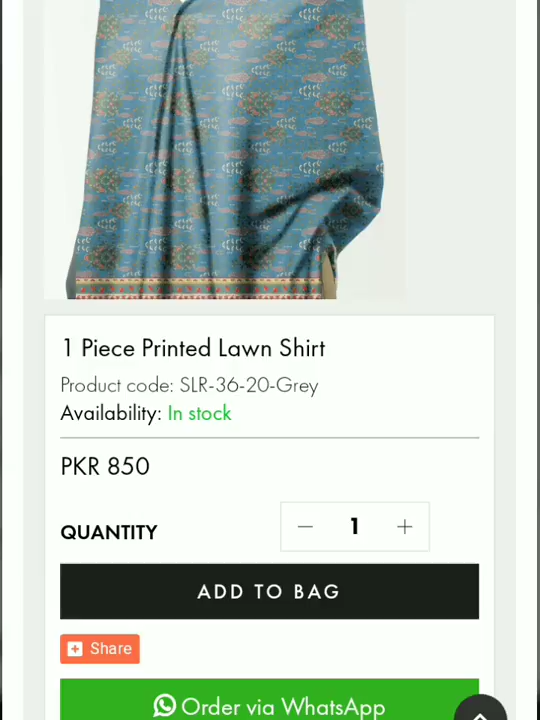 1 Piece Printed Lawn Shirt
Product code: SLR-36-20-Grey
Availability: In stock
PKR 850
QUANTITY
1
ADD TO BAG
Share
Order via WhatsApp